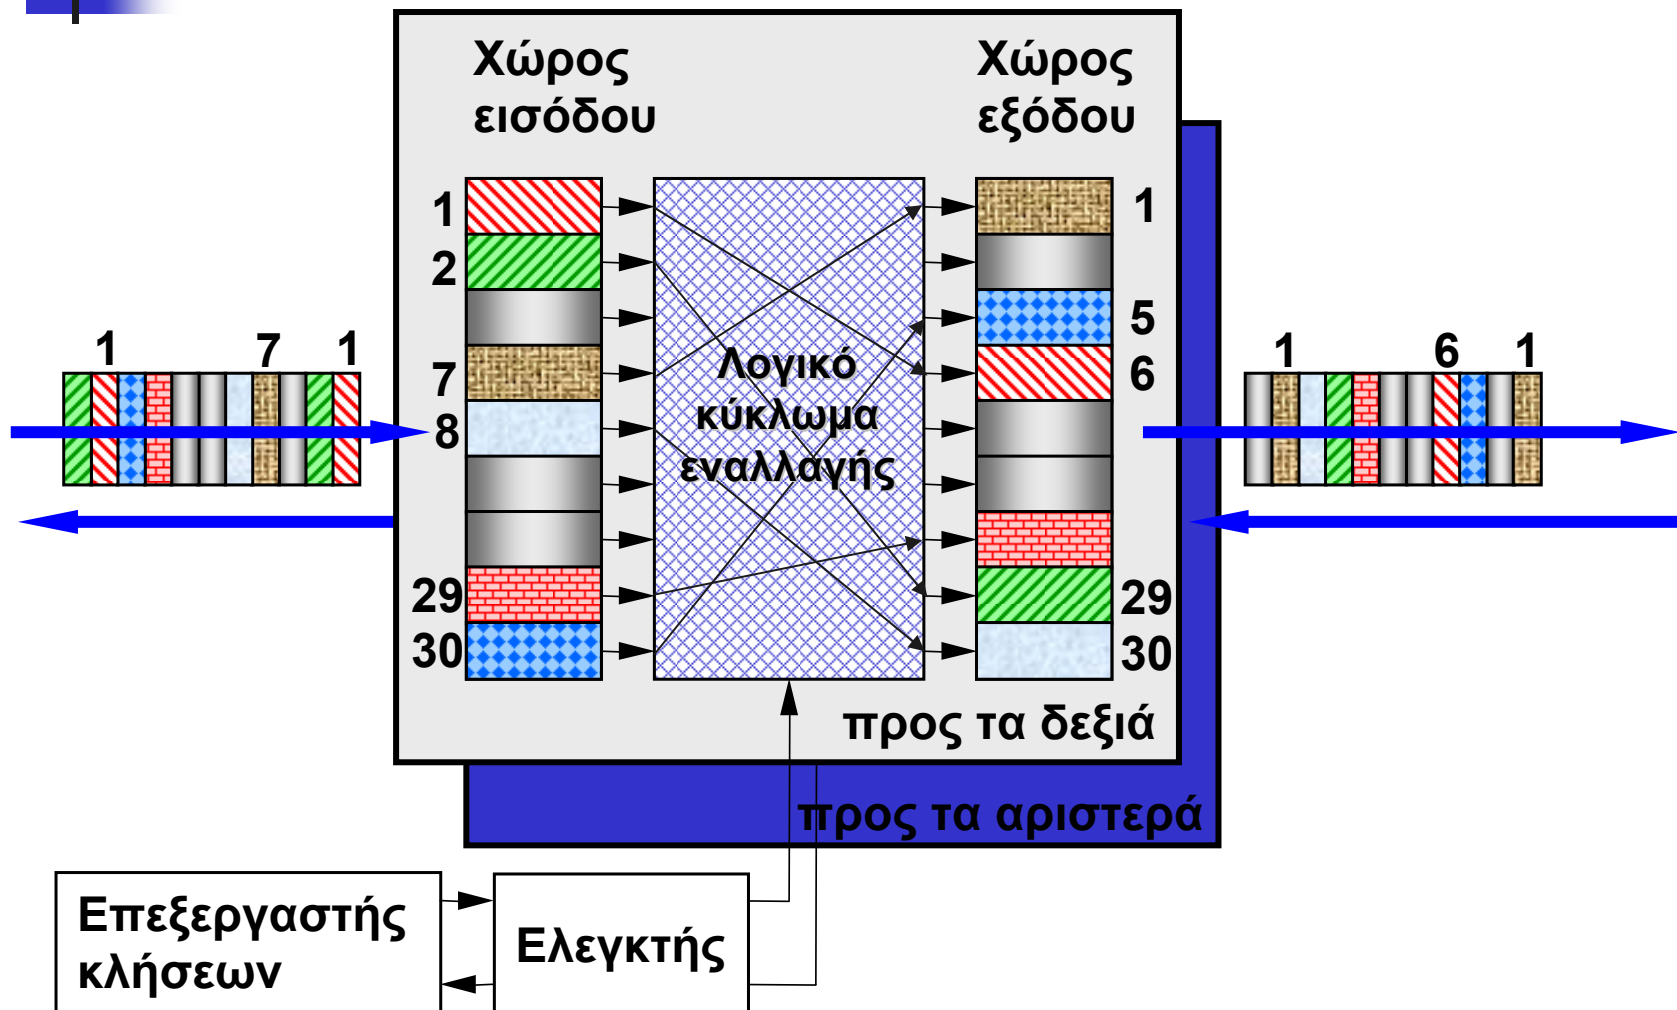 Χώρος
εισόδου
Χώρος
εξόδου
1
2
7
8
29
30
Λογικό
κύκλωμα
εναλλαγής
1
5
6
29
30
1 7 1
1 6 1
προς τα δεξιά
προς τα αριστερά
Επεξεργαστής
κλήσεων
Ελεγκτής